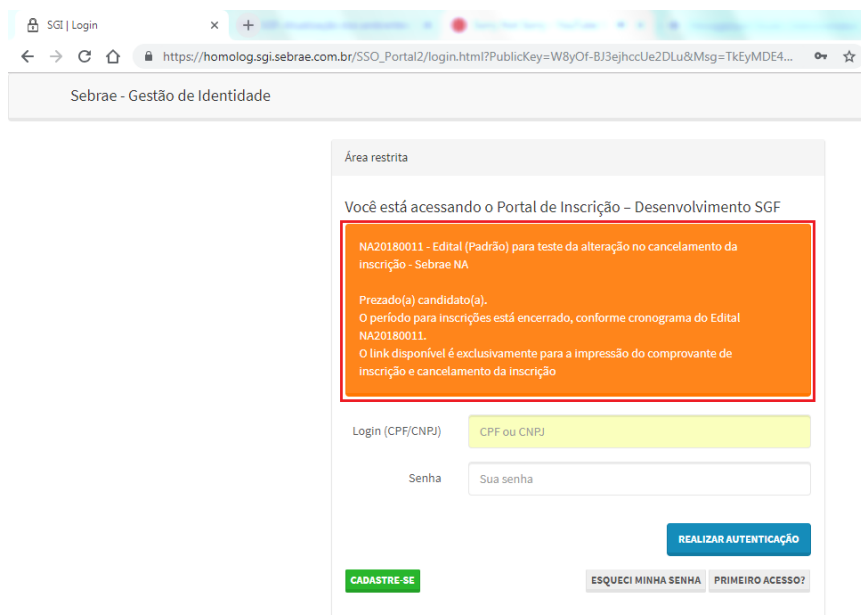 SGI | Login
https://homolog.sgi.sebrae.com.br/SSO_Portal2/login.html?PublicKey=W8yOf-BJ3ejhccUe2DLu&Msg=TkEyMDE4...
Sebrae - Gestão de Identidade
Área restrita
Você está acessando o Portal de Inscrição – Desenvolvimento SGF
NA20180011 - Edital (Padrão) para teste da alteração no cancelamento da
inscrição - Sebrae NA
Prezado(a) candidato(a).
O período para inscrições está encerrado, conforme cronograma do Edital
NA20180011.
O link disponível é exclusivamente para a impressão do comprovante de
inscrição e cancelamento da inscrição
Login (CPF/CNPJ)
CPF ou CNPJ
Senha
Sua senha
REALIZAR AUTENTICAÇÃO
CADASTRE-SE
ESQUECI MINHA SENHA
PRIMEIRO ACESSO?